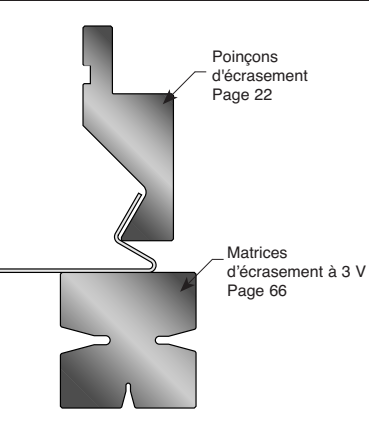 Poinçons
d'écrasement
Page 22
Matrices
d'écrasement à 3 V
Page 66